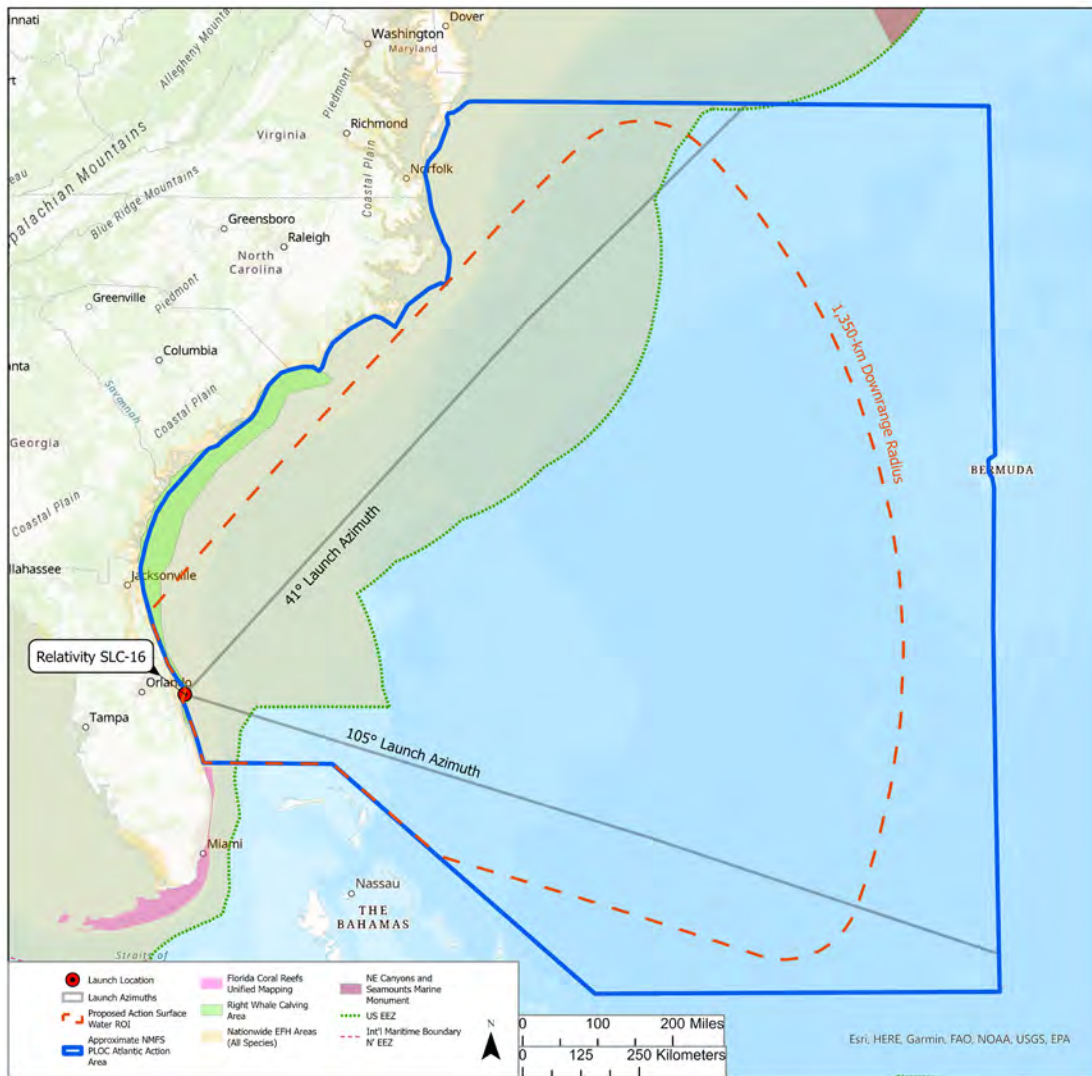 nnati
Dover
Washington
Maryland
Allegheny Mounta
rt
Piedmont
Virginia
Richmond
Coastal Plain
Norfolk
palachian Mountains
eau
Blue Ridge Mountains
Greensboro
Raleigh
North
Carolina
Piedmont
Greenville
Columbia
anta
Savannah
Coastal Plain
Georgia
Coastal Plain
llahassee
Jacksonville
1,350-km Downrange Radius
BERMUDA
41° Launch Azimuth
Relativity SLC-16
Orlando
Tampa
105° Launch Azimuth
Miami
Nassau
THE
BAHAMAS
Straits of
Launch Location
Launch Azimuths
Proposed Action Surface
Water ROI
Approximate NMFS
PLOC Atlantic Action
Area
Florida Coral Reefs
Unified Mapping
Right Whale Calving
Area
Nationwide EFH Areas
(All Species)
NE Canyons and
Seamounts Marine
Monument
US EEZ
Int'l Maritime Boundary
N' EEZ
N
0 100 200 Miles
0 125 250 Kilometers
Esri, HERE, Garmin, FAO, NOAA, USGS, EPA